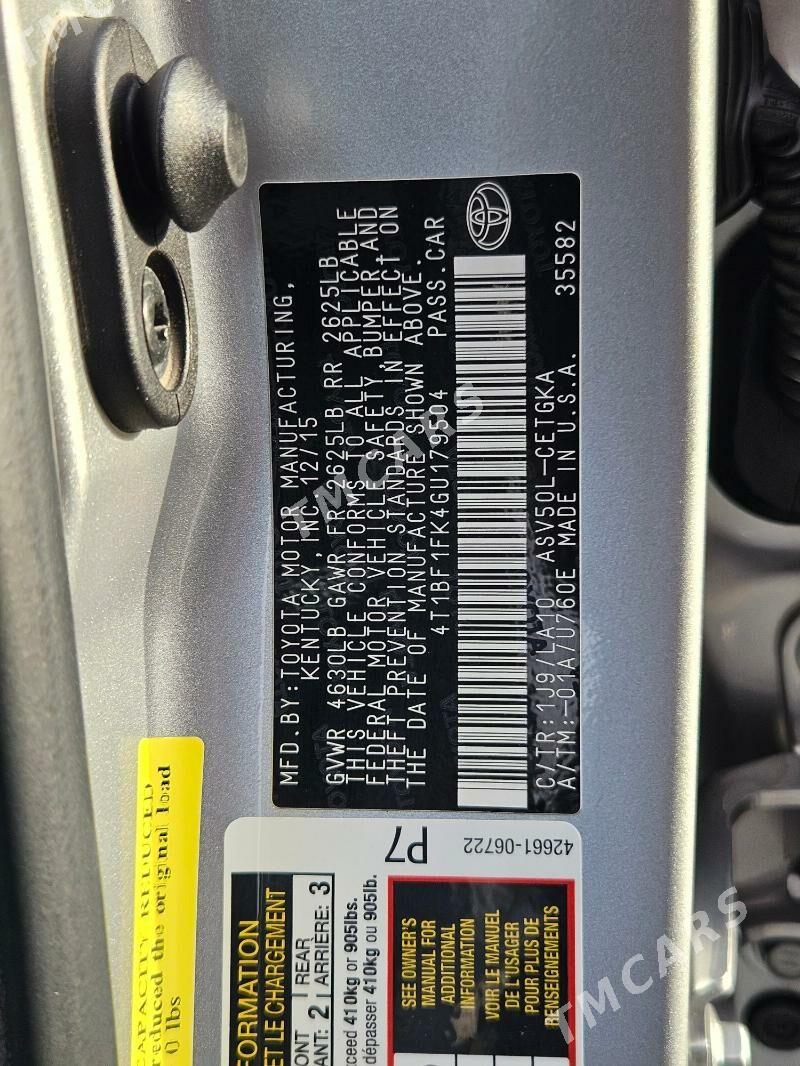 MFD.BY:TOYOTA MOTOR MANUFACTURING,
KENTUCKY, INC. 12/15
GVWR 4630LB GAWR FR 2625LB RR 2625LB
THIS VEHICLE CONFORMS TO ALL APPLICABLE
FEDERAL MOTOR VEHICLE SAFETY, BUMPER, AND
THEFT PREVENTION STANDARDS IN EFFECT ON
THE DATE OF MANUFACTURE SHOWN ABOVE.
4T1BF1FK4GU179504 PASS.CAR
C/TR:1J9/LA10 ASV50L-CETGKA
A/TM:-01A/U760E MADE IN U.S.A. 35582
CAPACITY REDUCED
reduced the original load
0 lbs
FORMATION
ET LE CHARGEMENT
ONT 2 REAR 3
ANT: ARRIÈRE:
xceed 410kg or 905lbs.
dépasser 410kg ou 905lb.
P7
SEE OWNER'S
MANUAL FOR
ADDITIONAL
INFORMATION
VOIR LE MANUEL
DE L'USAGER
POUR PLUS DE
RENSEIGNEMENTS
42661-06722
TMCARS
TMCARS
TMCARS